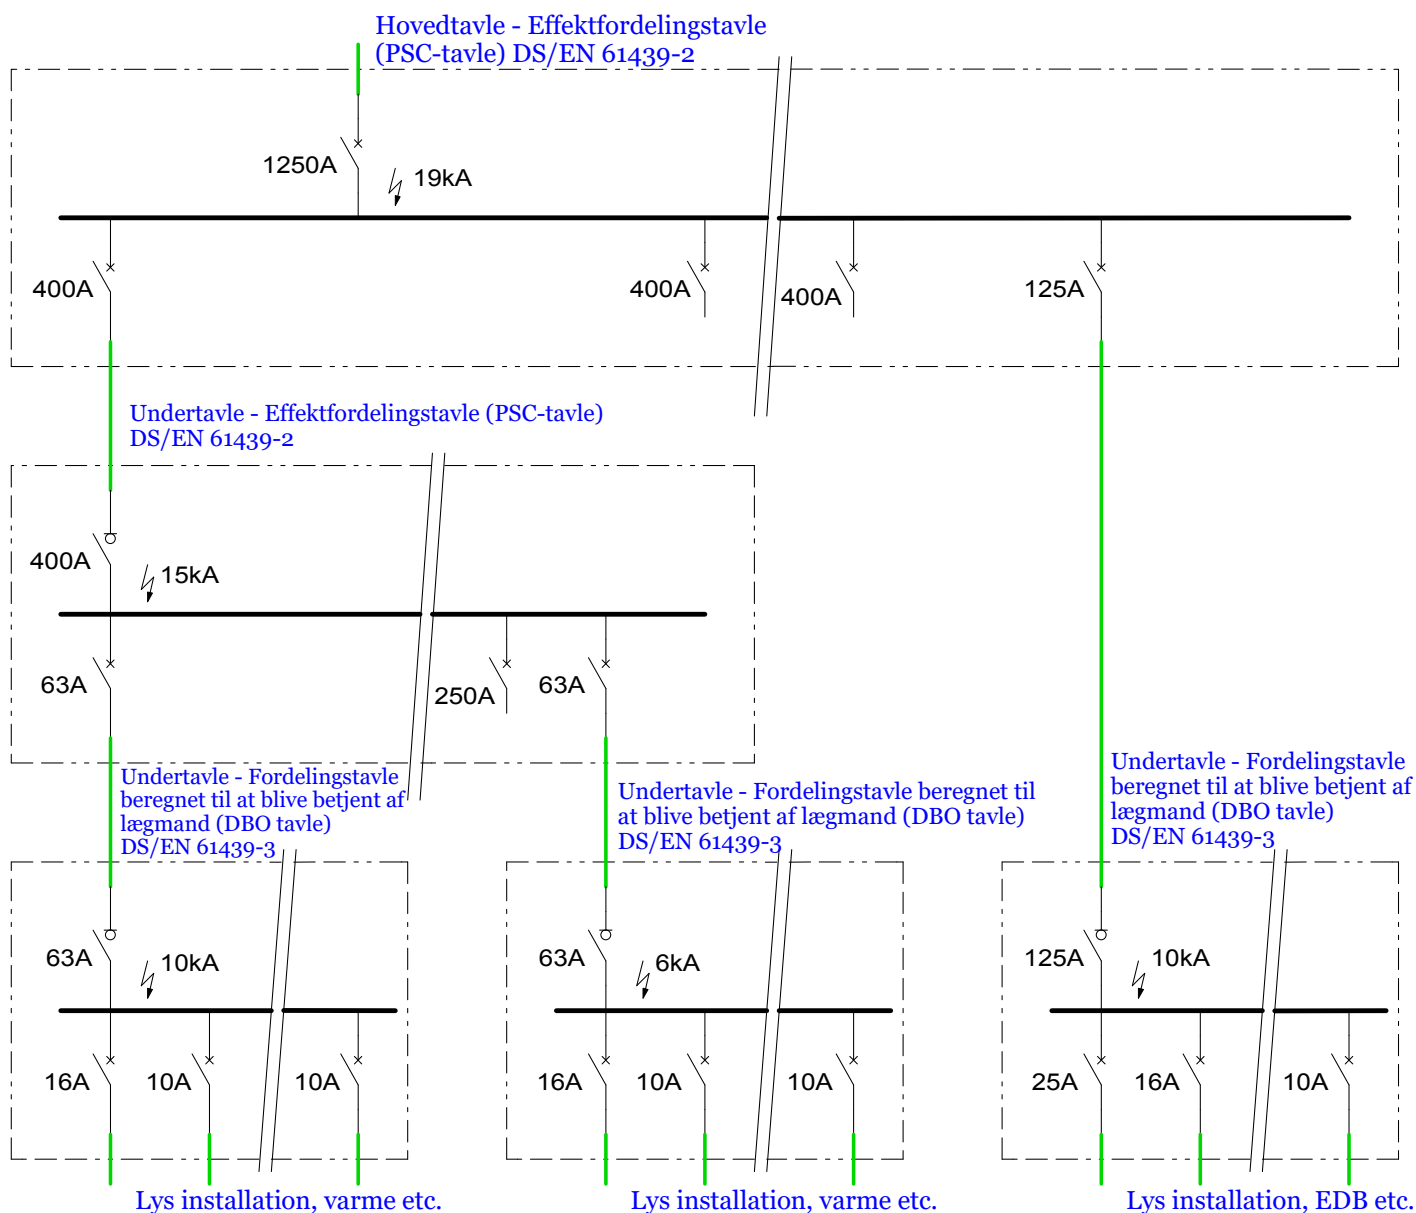 Hovedtavle - Effektfordelingstavle
(PSC-tavle) DS/EN 61439-2
1250A
19kA
400A
400A
400A
125A
Undertavle - Effektfordelingstavle (PSC-tavle)
DS/EN 61439-2
400A
15kA
63A
250A
63A
Undertavle - Fordelingstavle
beregnet til at blive betjent af
lægmand (DBO tavle)
DS/EN 61439-3
Undertavle - Fordelingstavle beregnet til
at blive betjent af lægmand (DBO tavle)
DS/EN 61439-3
Undertavle - Fordelingstavle
beregnet til at blive betjent af
lægmand (DBO tavle)
DS/EN 61439-3
63A
10kA
16A
10A
10A
Lys installation, varme etc.
63A
6kA
16A
10A
10A
Lys installation, varme etc.
125A
10kA
25A
16A
10A
Lys installation, EDB etc.